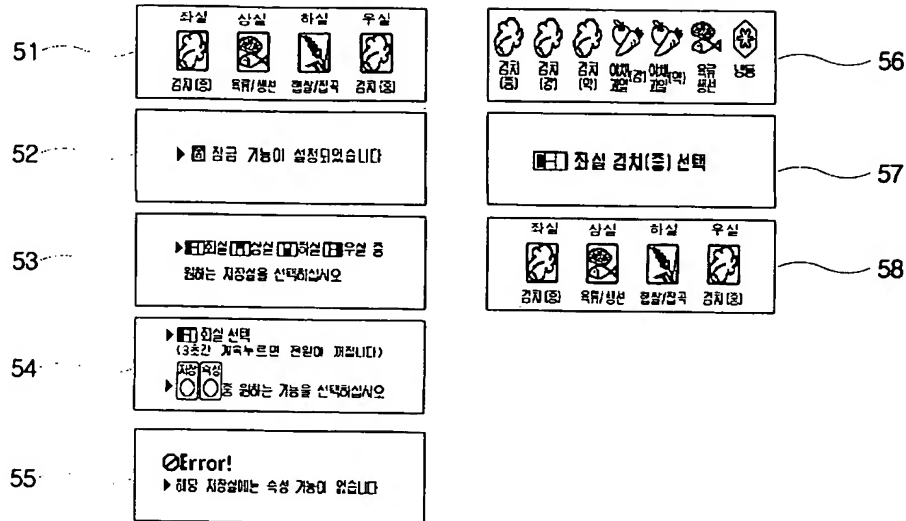 51
좌실 상실 하실 우실
김치(중) 육류/생선 쌀/잡곡 김치(중)
52
▶ 잠금 기능이 설정되었습니다
53
▶ 좌실 상실 하실 우실 중
원하는 저장실을 선택하십시오
54
▶ 좌실 선택
(3초간 계속누르면 전원이 꺼집니다)
저장 숙성
▶ 중 원하는 기능을 선택하십시오
55
Error!
▶ 해당 저장실에는 숙성 기능이 없습니다
56
김치 김치 김치 야채 야채 육류 냉동
(중) (강) (약) 과일(강) 과일(약) 생선
57
좌실 김치(중) 선택
58
좌실 상실 하실 우실
김치(중) 육류/생선 쌀/잡곡 김치(중)